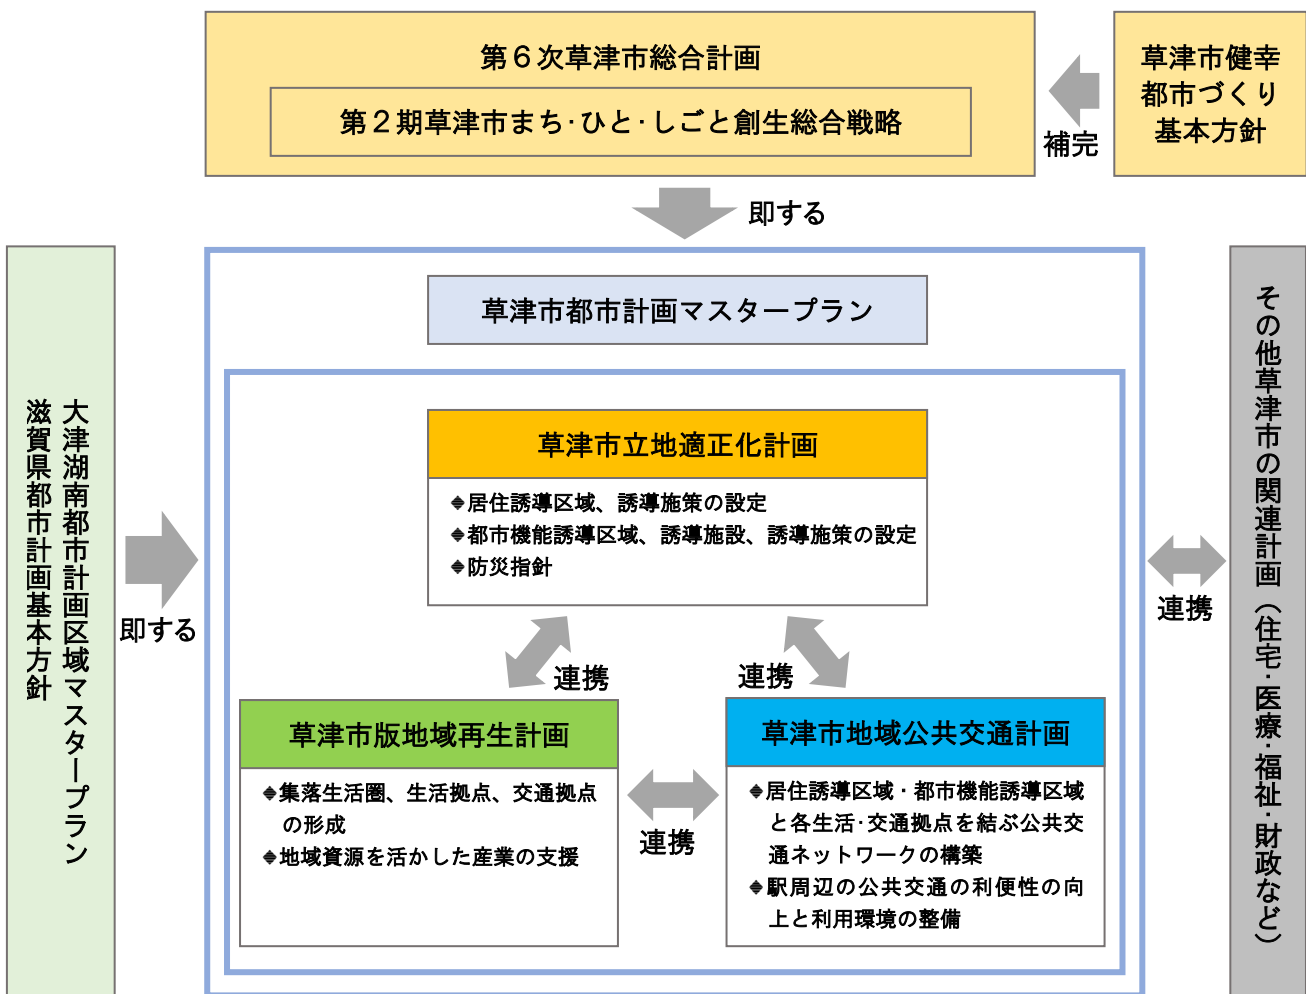 第６次草津市総合計画
第２期草津市まち･ひと･しごと創生総合戦略
草津市健幸
都市づくり
基本方針
補完
即する
大津湖南都市計画区域マスタープラン
滋賀県都市計画基本方針
即する
草津市都市計画マスタープラン
草津市立地適正化計画
◆居住誘導区域、誘導施策の設定
◆都市機能誘導区域、誘導施設、誘導施策の設定
◆防災指針
連携
連携
草津市版地域再生計画
◆集落生活圏、生活拠点、交通拠点
の形成
◆地域資源を活かした産業の支援
連携
草津市地域公共交通計画
◆居住誘導区域・都市機能誘導区域
と各生活･交通拠点を結ぶ公共交
通ネットワークの構築
◆駅周辺の公共交通の利便性の向
上と利用環境の整備
連携
その他草津市の関連計画（住宅･医療･福祉･財政など）